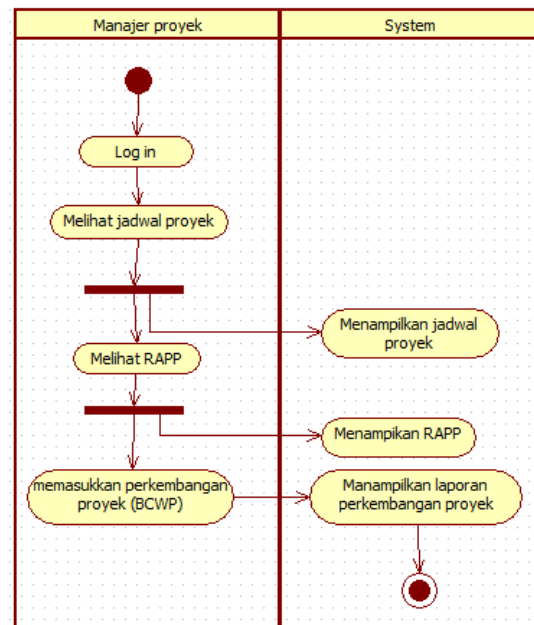 Manajer proyek
System
Log in
Melihat jadwal proyek
Menampilkan jadwal
proyek
Melihat RAPP
Menampikan RAPP
memasukkan perkembangan
proyek (BCWP)
Manampilkan laporan
perkembangan proyek